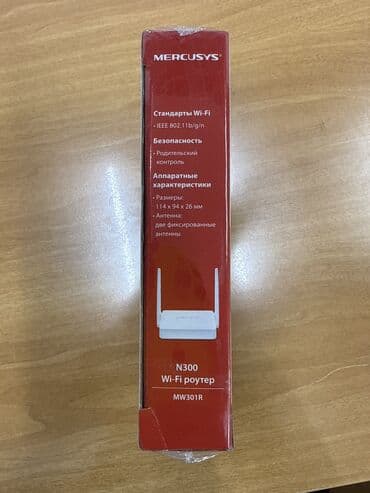 MERCUSYS
Стандарты Wi-Fi
• IEEE 802.11b/g/n
Безопасность
• Родительский
контроль
Аппаратные
характеристики
• Размеры:
114 x 94 x 26 мм
• Антенна:
две фиксированные
антенны
N300
Wi-Fi роутер
MW301R